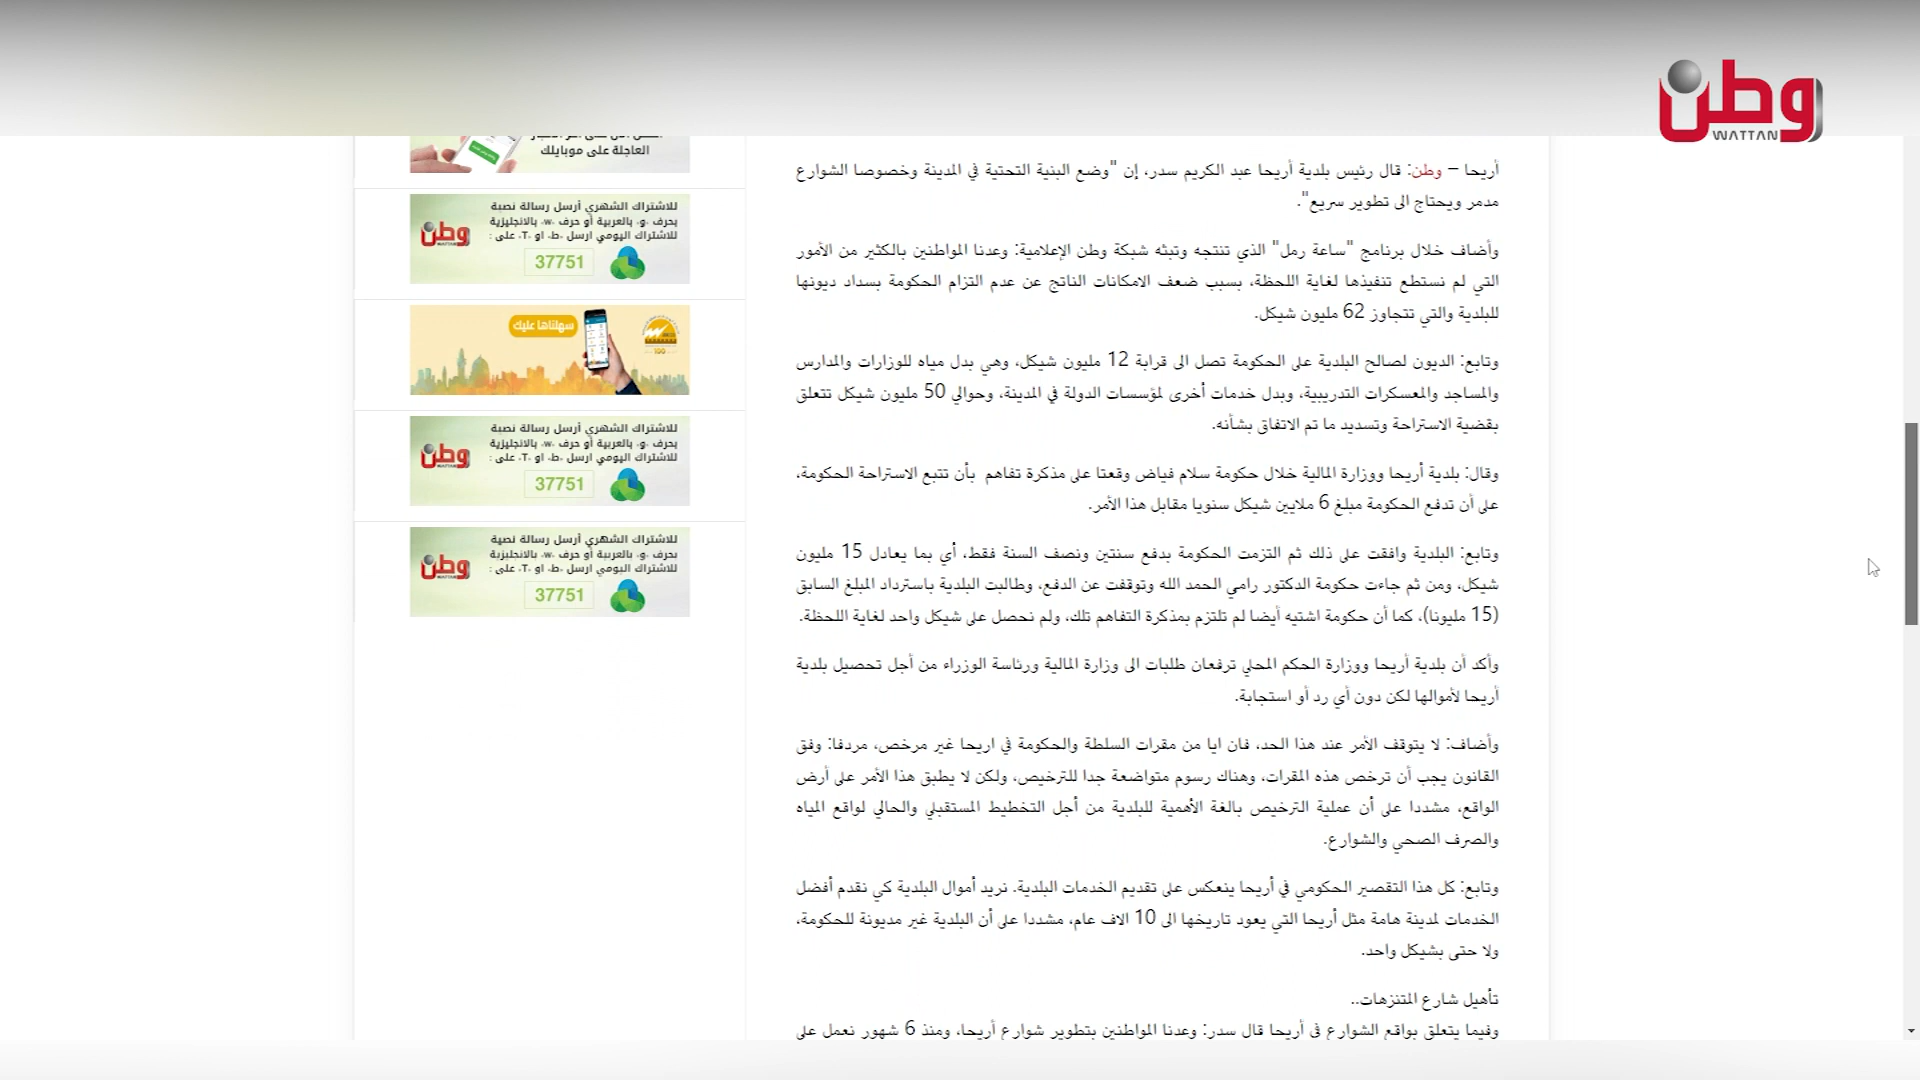 وطن
WATTAN
أريحا – وطن: قال رئيس بلدية أريحا عبد الكريم سدر، إن "وضع البنية التحتية في المدينة وخصوصا الشوارع
مدمر ويحتاج الى تطوير سريع".
وأضاف خلال برنامج "ساعة رمل" الذي تنتجه وتبثه شبكة وطن الإعلامية: وعدنا المواطنين بالكثير من الأمور
التي لم نستطع تنفيذها لغاية اللحظة، بسبب ضعف الامكانات الناتج عن عدم التزام الحكومة بسداد ديونها
للبلدية والتي تتجاوز 62 مليون شيكل.
وتابع: الديون لصالح البلدية على الحكومة تصل الى قرابة 12 مليون شيكل، وهي بدل مياه للوزارات والمدارس
والمساجد والمعسكرات التدريبية، وبدل خدمات أخرى لمؤسسات الدولة في المدينة، وحوالي 50 مليون شيكل تتعلق
بقضية الاستراحة وتسديد ما تم الاتفاق بشأنه.
وقال: بلدية أريحا ووزارة المالية خلال حكومة سلام فياض وقعتا على مذكرة تفاهم بأن تتبع الاستراحة الحكومة،
على أن تدفع الحكومة مبلغ 6 ملايين شيكل سنويا مقابل هذا الأمر.
وتابع: البلدية وافقت على ذلك ثم التزمت الحكومة بدفع سنتين ونصف السنة فقط، أي بما يعادل 15 مليون
شيكل، ومن ثم جاءت حكومة الدكتور رامي الحمد الله وتوقفت عن الدفع، وطالبت البلدية باسترداد المبلغ السابق
(15 مليونا)، كما أن حكومة اشتيه أيضا لم تلتزم بمذكرة التفاهم تلك، ولم نحصل على شيكل واحد لغاية اللحظة.
وأكد أن بلدية أريحا ووزارة الحكم المحلي ترفعان طلبات الى وزارة المالية ورئاسة الوزراء من أجل تحصيل بلدية
أريحا لأموالها لكن دون أي رد أو استجابة.
وأضاف: لا يتوقف الأمر عند هذا الحد، فان ايا من مقرات السلطة والحكومة في اريحا غير مرخص، مردفا: وفق
القانون يجب أن ترخص هذه المقرات، وهناك رسوم متواضعة جدا للترخيص، ولكن لا يطبق هذا الأمر على أرض
الواقع، مشددا على أن عملية الترخيص بالغة الأهمية للبلدية من أجل التخطيط المستقبلي والحالي لواقع المياه
والصرف الصحي والشوارع.
وتابع: كل هذا التقصير الحكومي في أريحا ينعكس على تقديم الخدمات البلدية. نريد أموال البلدية كي نقدم أفضل
الخدمات لمدينة هامة مثل أريحا التي يعود تاريخها الى 10 الاف عام، مشددا على أن البلدية غير مديونة للحكومة،
ولا حتى بشيكل واحد.
تأهيل شارع المتنزهات..
وفيما يتعلق بواقع الشوارع في أريحا قال سدر: وعدنا المواطنين بتطوير شوارع أريحا، ومنذ 6 شهور نعمل على
العاجلة على موبايلك
للاشتراك الشهري أرسل رسالة نصية
بحرف «و» بالعربية أو حرف «w» بالانجليزية
للاشتراك اليومي ارسل «ط» او «T» على :
37751
وطن
سهلناها عليك
للاشتراك الشهري أرسل رسالة نصية
بحرف «و» بالعربية أو حرف «w» بالانجليزية
للاشتراك اليومي ارسل «ط» او «T» على :
37751
وطن
للاشتراك الشهري أرسل رسالة نصية
بحرف «و» بالعربية أو حرف «w» بالانجليزية
للاشتراك اليومي ارسل «ط» او «T» على :
37751
وطن